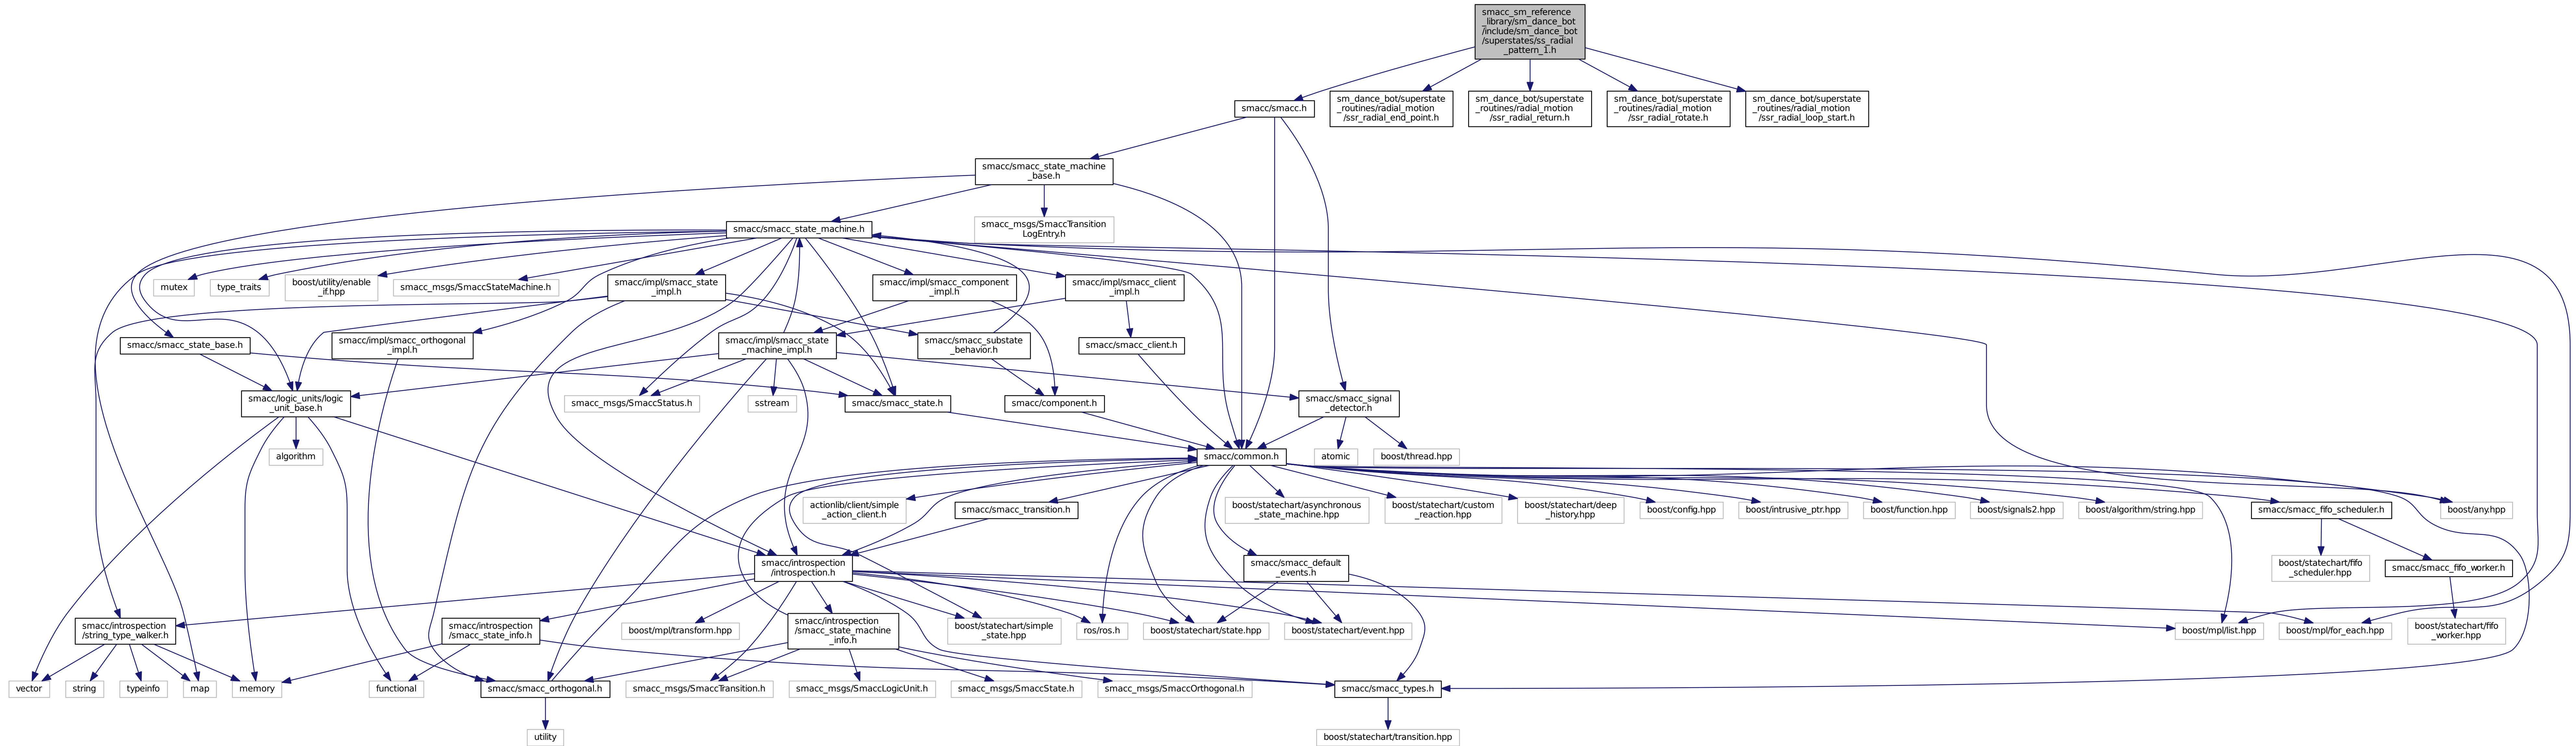 smacc_sm_reference
_library/sm_dance_bot
/include/sm_dance_bot
/superstates/ss_radial
_pattern_1.h
smacc/smacc.h
sm_dance_bot/superstate
_routines/radial_motion
/ssr_radial_end_point.h
sm_dance_bot/superstate
_routines/radial_motion
/ssr_radial_return.h
sm_dance_bot/superstate
_routines/radial_motion
/ssr_radial_rotate.h
sm_dance_bot/superstate
_routines/radial_motion
/ssr_radial_loop_start.h
smacc/smacc_state_machine
_base.h
smacc/smacc_state_machine.h
smacc_msgs/SmaccTransition
LogEntry.h
mutex
type_traits
boost/utility/enable
_if.hpp
smacc_msgs/SmaccStateMachine.h
smacc/impl/smacc_state
_impl.h
smacc/impl/smacc_component
_impl.h
smacc/impl/smacc_client
_impl.h
smacc/smacc_state_base.h
smacc/impl/smacc_orthogonal
_impl.h
smacc/impl/smacc_state
_machine_impl.h
smacc/smacc_substate
_behavior.h
smacc/smacc_client.h
smacc/logic_units/logic
_unit_base.h
smacc_msgs/SmaccStatus.h
sstream
smacc/smacc_state.h
smacc/component.h
smacc/smacc_signal
_detector.h
algorithm
smacc/common.h
atomic
boost/thread.hpp
actionlib/client/simple
_action_client.h
smacc/smacc_transition.h
boost/statechart/asynchronous
_state_machine.hpp
boost/statechart/custom
_reaction.hpp
boost/statechart/deep
_history.hpp
boost/config.hpp
boost/intrusive_ptr.hpp
boost/function.hpp
boost/signals2.hpp
boost/algorithm/string.hpp
smacc/smacc_fifo_scheduler.h
boost/any.hpp
smacc/introspection
/introspection.h
smacc/smacc_default
_events.h
boost/statechart/fifo
_scheduler.hpp
smacc/smacc_fifo_worker.h
smacc/introspection
/string_type_walker.h
smacc/introspection
/smacc_state_info.h
boost/mpl/transform.hpp
smacc/introspection
/smacc_state_machine
_info.h
boost/statechart/simple
_state.hpp
ros/ros.h
boost/statechart/state.hpp
boost/statechart/event.hpp
boost/mpl/list.hpp
boost/mpl/for_each.hpp
boost/statechart/fifo
_worker.hpp
vector
string
typeinfo
map
memory
functional
smacc/smacc_orthogonal.h
smacc_msgs/SmaccTransition.h
smacc_msgs/SmaccLogicUnit.h
smacc_msgs/SmaccState.h
smacc_msgs/SmaccOrthogonal.h
smacc/smacc_types.h
utility
boost/statechart/transition.hpp